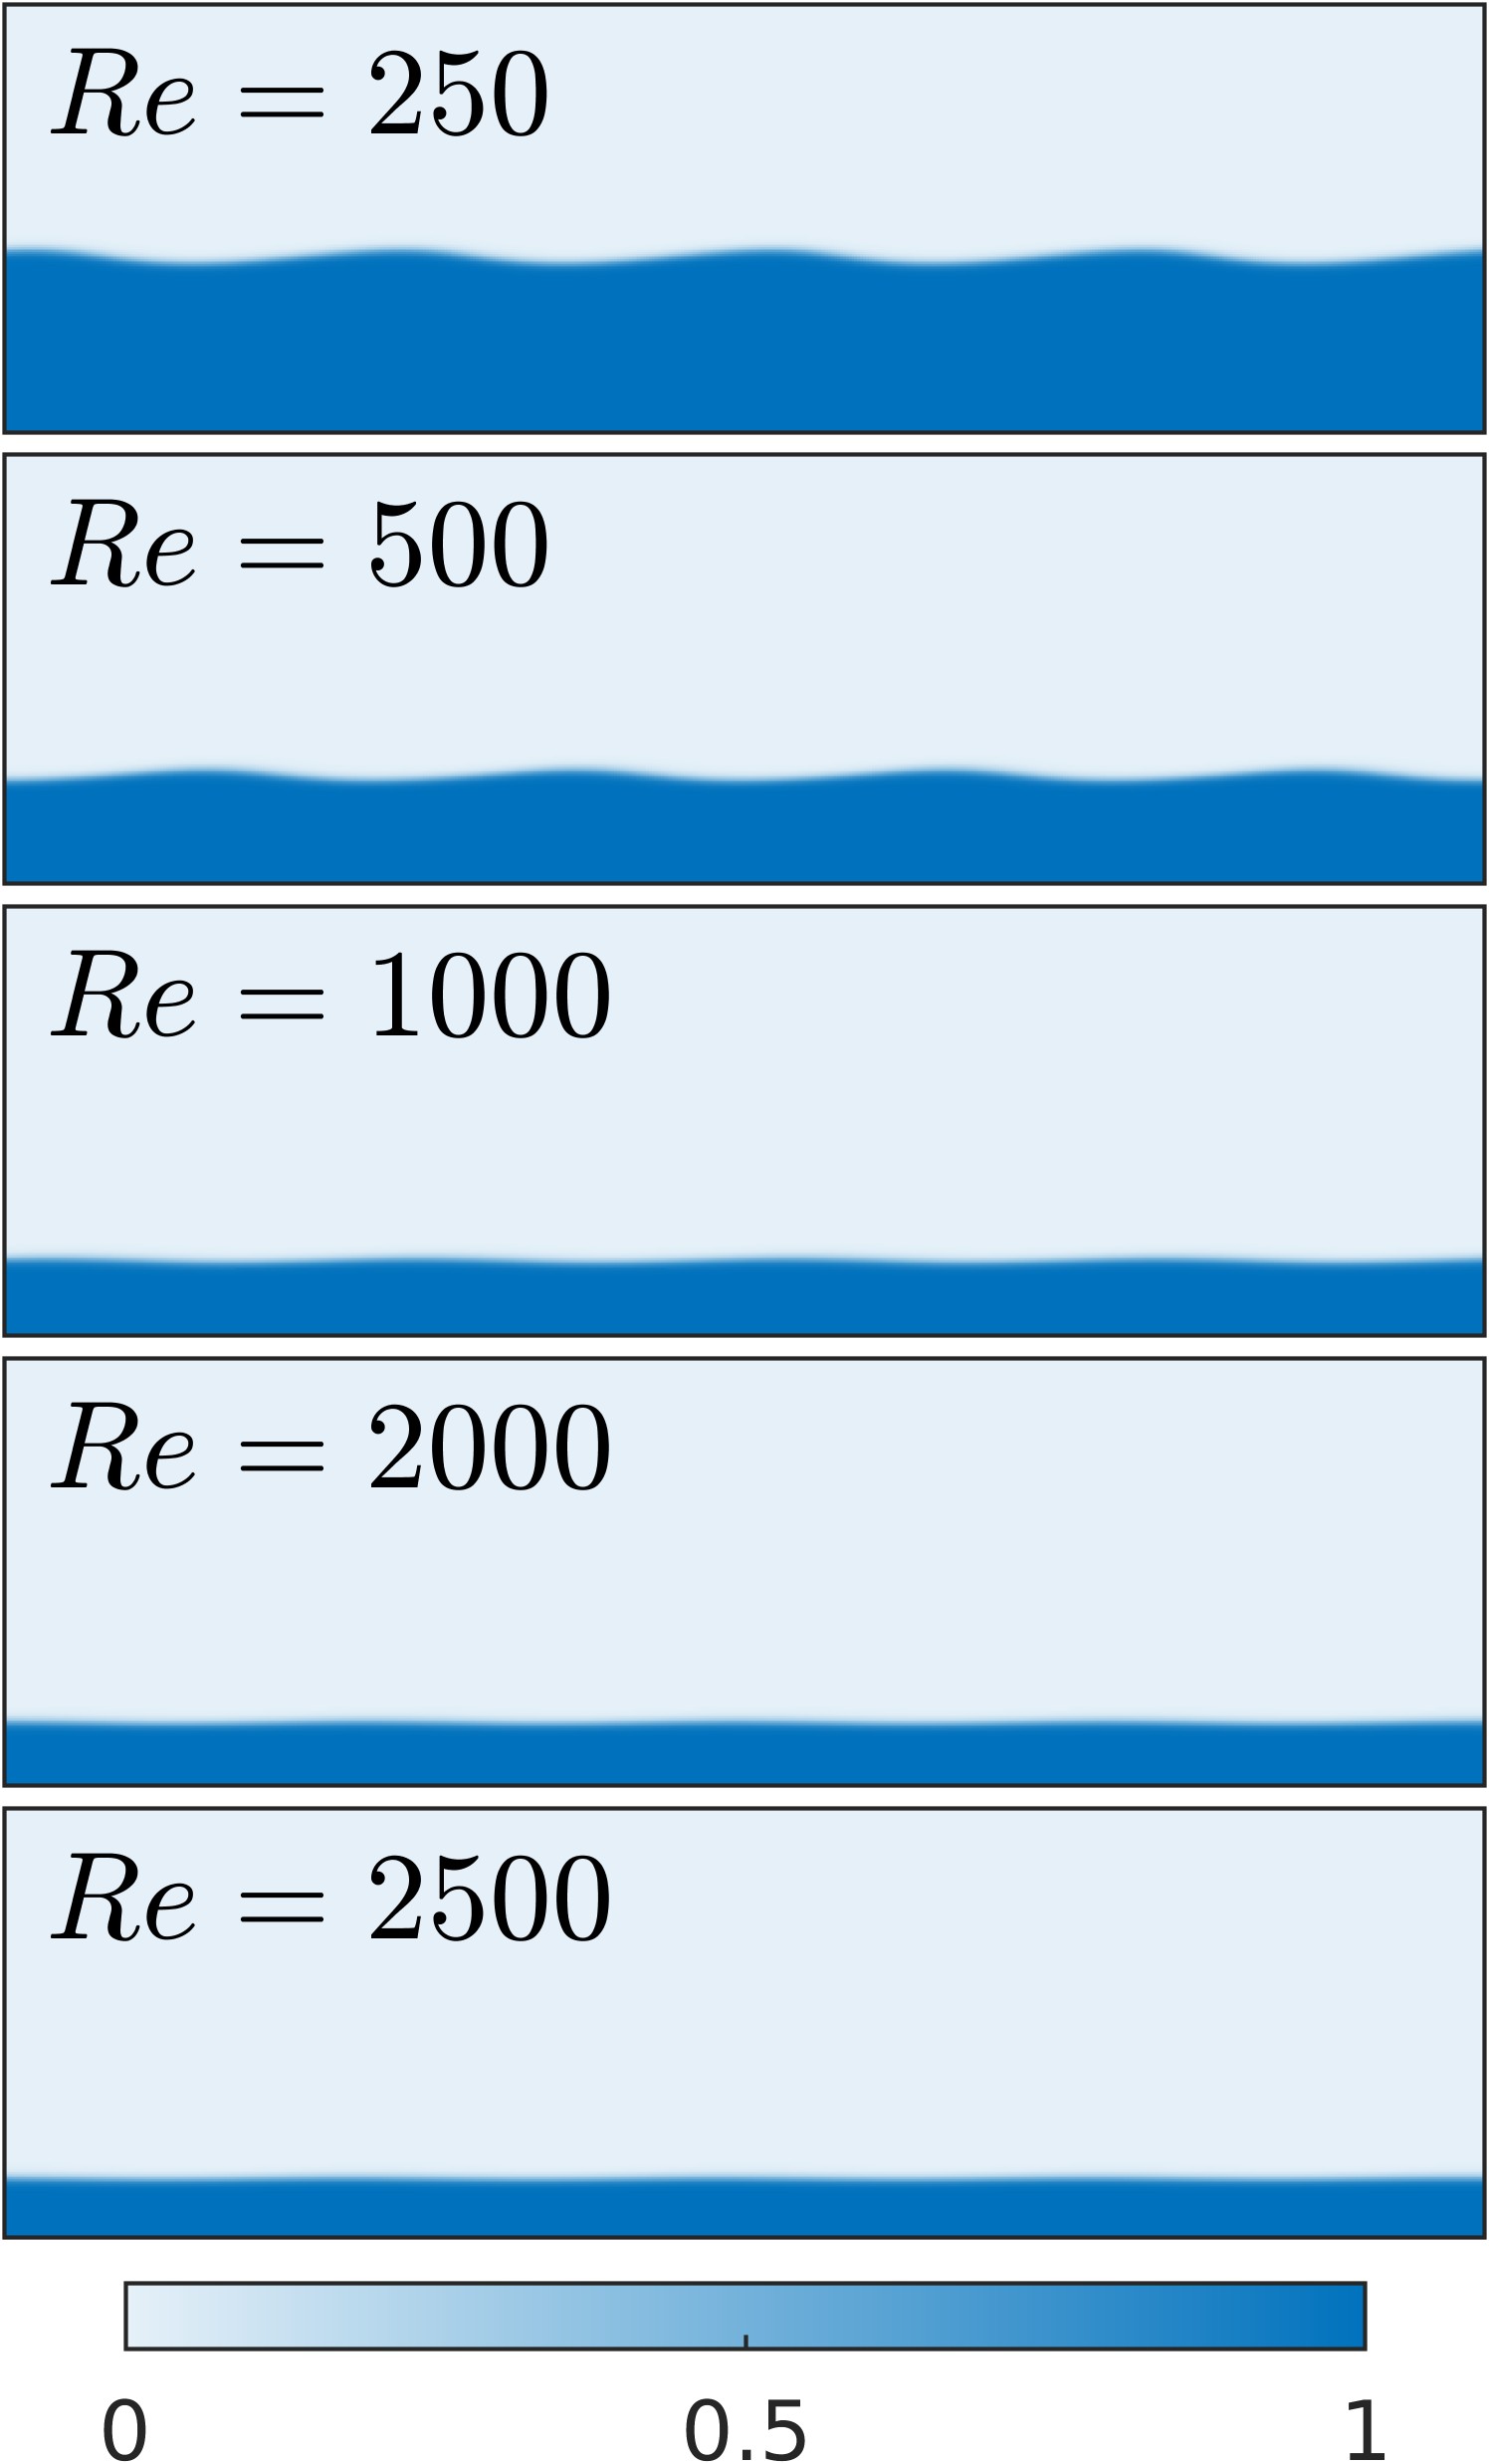 Re = 250
Re = 500
Re = 1000
Re = 2000
Re = 2500
0 0.5 1